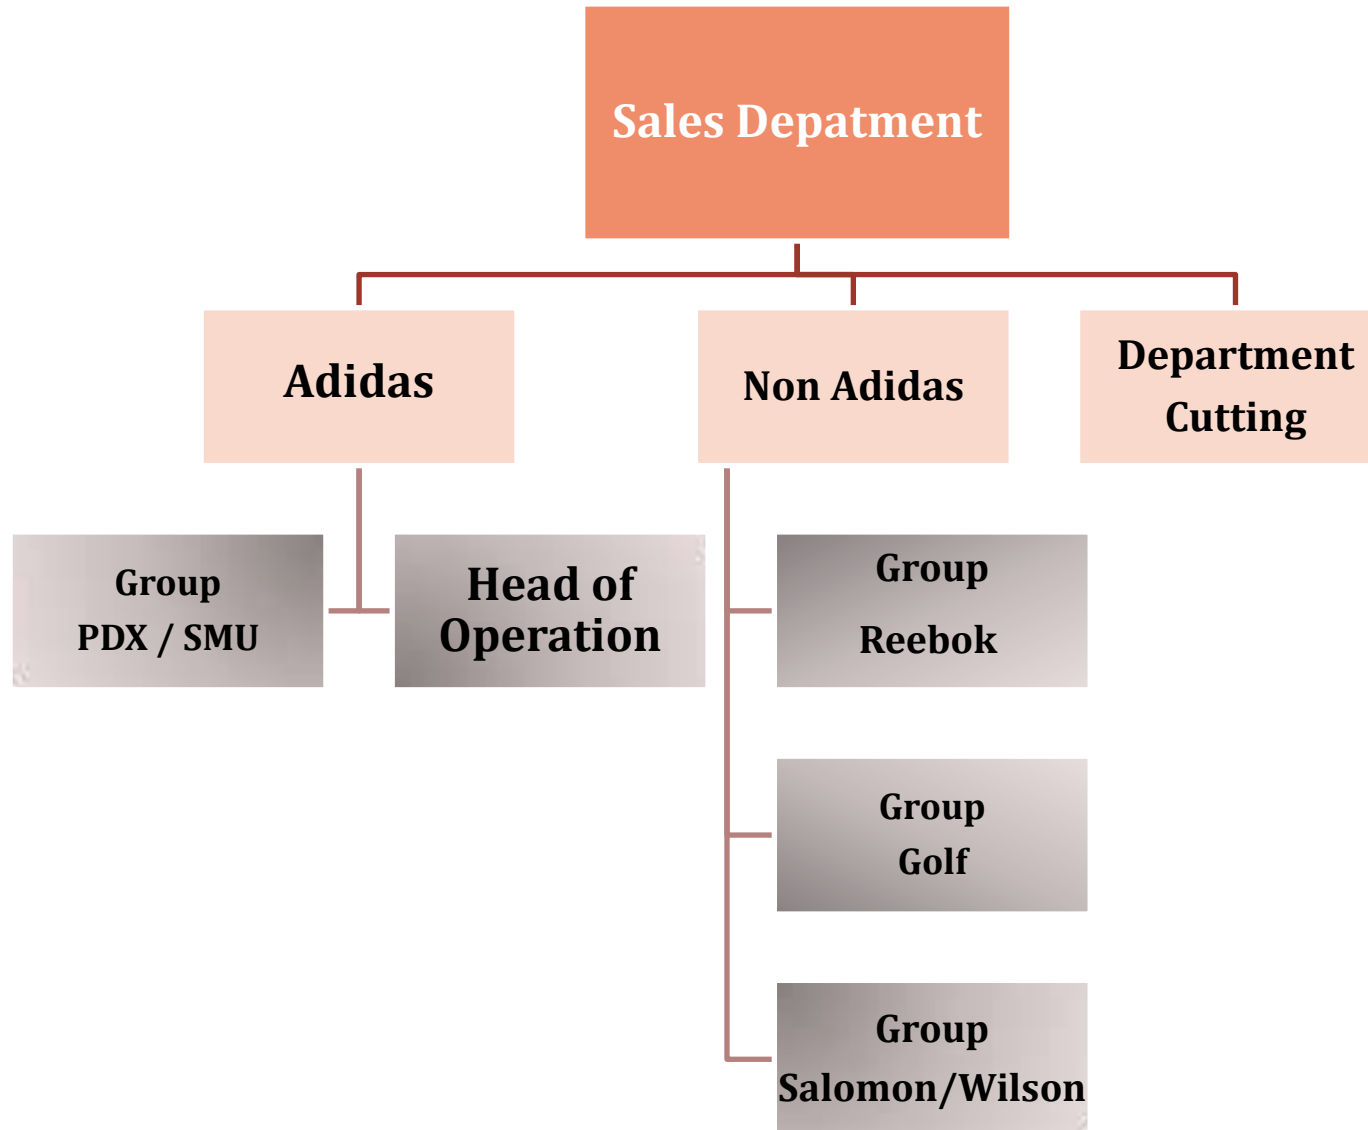 Sales Depatment
Adidas
Non Adidas
Department
Cutting
Group
PDX / SMU
Head of
Operation
Group
Reebok
Group
Golf
Group
Salomon/Wilson